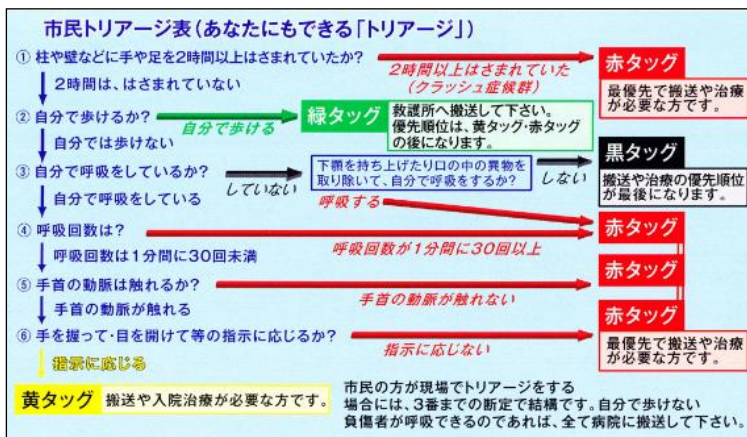 市民トリアージ表(あなたにもできる「トリアージ」)
① 柱や壁などに手や足を2時間以上はさまれていたか?
2時間以上はさまれていた
(クラッシュ症候群)
赤タッグ
最優先で搬送や治療
が必要な方です。
2時間は、はさまれていない
② 自分で歩けるか?
自分で歩ける
緑タッグ
救護所へ搬送して下さい。
優先順位は、黄タッグ・赤タッグ
の後になります。
自分では歩けない
③ 自分で呼吸をしているか?
していない
下顎を持ち上げたり口の中の異物を
取り除いて、自分で呼吸をするか?
しない
黒タッグ
搬送や治療の優先順位
が最後になります。
呼吸する
自分で呼吸をしている
④ 呼吸回数は?
呼吸回数が1分間に30回以上
赤タッグ
呼吸回数は1分間に30回未満
⑤ 手首の動脈は触れるか?
手首の動脈が触れない
赤タッグ
手首の動脈が触れる
⑥ 手を握って・目を開けて等の指示に応じるか?
指示に応じない
赤タッグ
最優先で搬送や治療
が必要な方です。
指示に応じる
黄タッグ
搬送や入院治療が必要な方です。
市民の方が現場でトリアージをする
場合には、3番までの断定で結構です。自分で歩けない
負傷者が呼吸できるのであれば、全て病院に搬送して下さい。